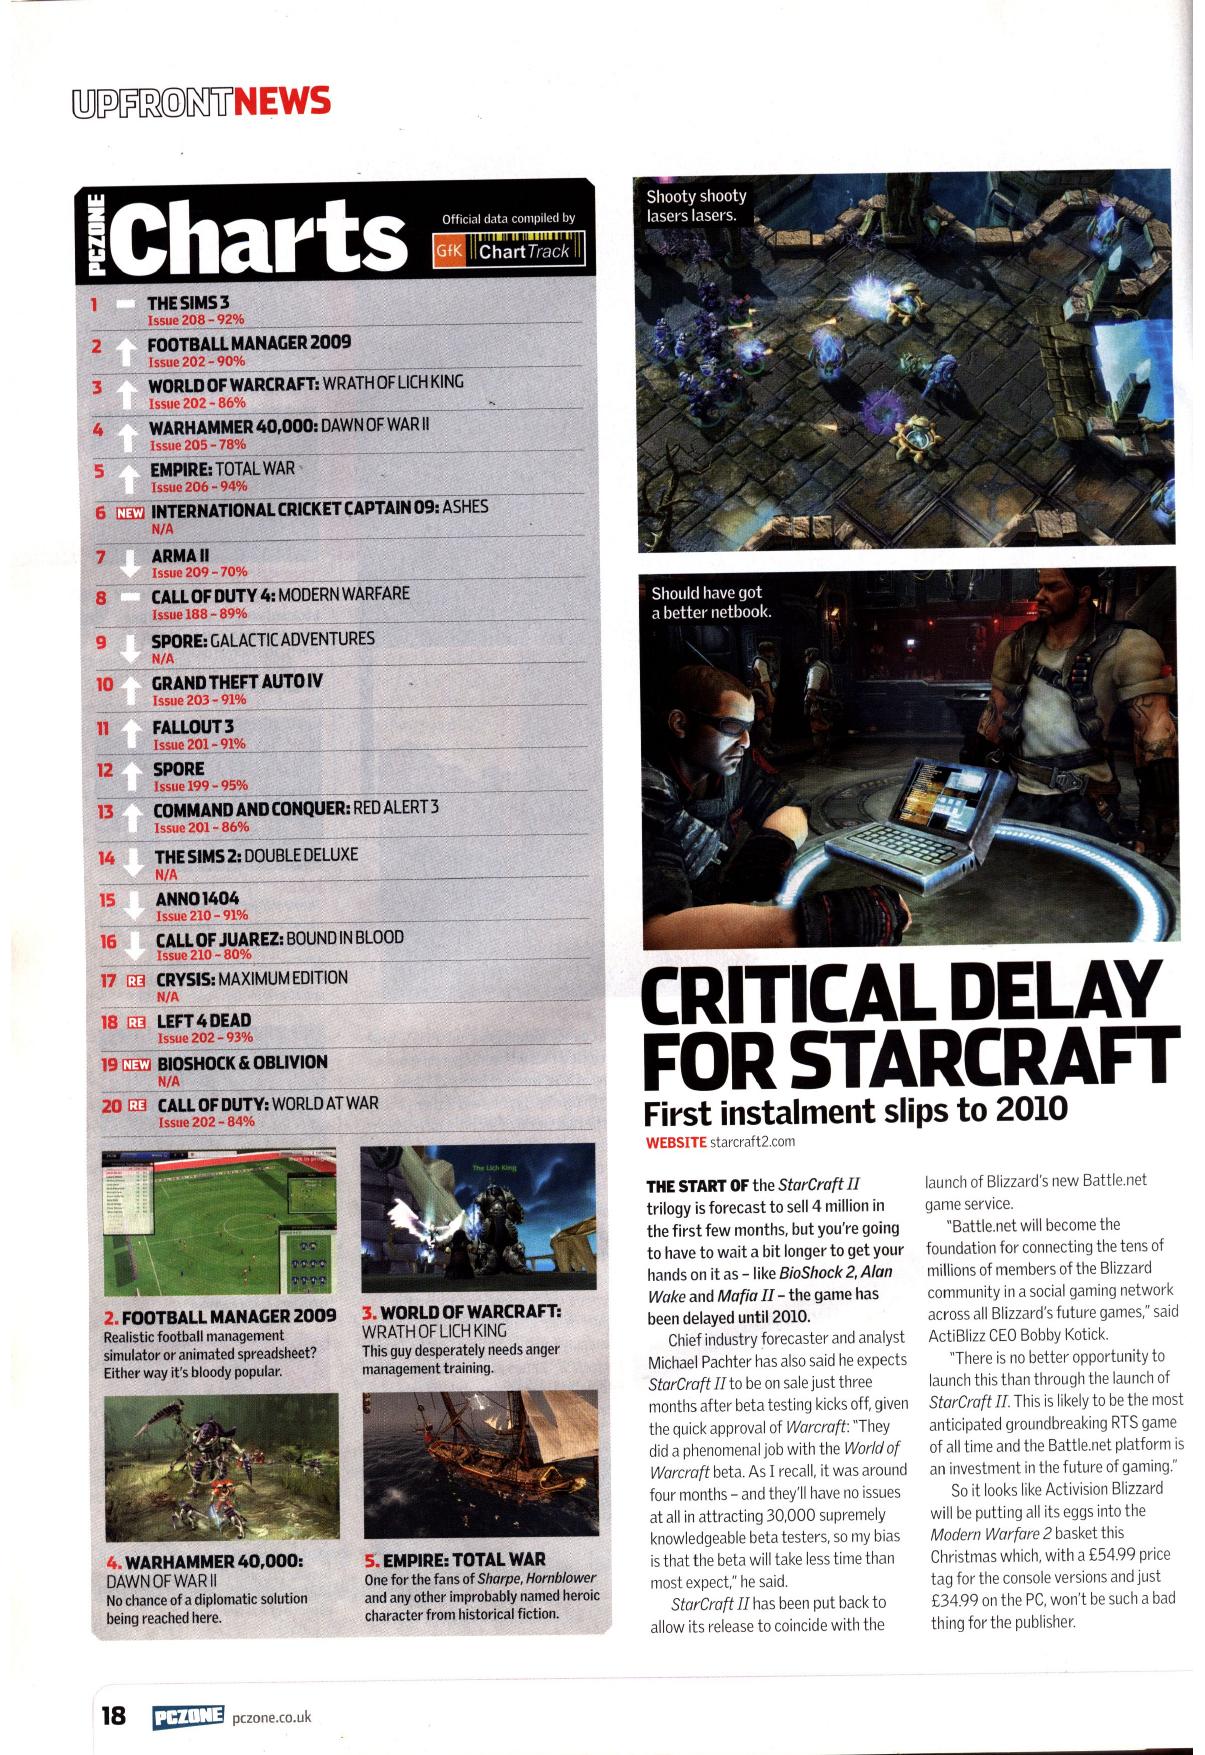 UPFRONTNEWS
PCZONE
Charts
Official data compiled by
GfK ChartTrack
1 THE SIMS 3
Issue 208 – 92%
2 FOOTBALL MANAGER 2009
Issue 202 – 90%
3 WORLD OF WARCRAFT: WRATH OF LICH KING
Issue 202 – 86%
4 WARHAMMER 40,000: DAWN OF WAR II
Issue 205 – 78%
5 EMPIRE: TOTAL WAR
Issue 206 – 94%
6 NEW INTERNATIONAL CRICKET CAPTAIN 09: ASHES
N/A
7 ARMA II
Issue 209 – 70%
8 CALL OF DUTY 4: MODERN WARFARE
Issue 188 – 89%
9 SPORE: GALACTIC ADVENTURES
N/A
10 GRAND THEFT AUTO IV
Issue 203 – 91%
11 FALLOUT 3
Issue 201 – 91%
12 SPORE
Issue 199 – 95%
13 COMMAND AND CONQUER: RED ALERT 3
Issue 201 – 86%
14 THE SIMS 2: DOUBLE DELUXE
N/A
15 ANNO 1404
Issue 210 – 91%
16 CALL OF JUAREZ: BOUND IN BLOOD
Issue 210 – 80%
17 RE CRYSIS: MAXIMUM EDITION
N/A
18 RE LEFT 4 DEAD
Issue 202 – 93%
19 NEW BIOSHOCK & OBLIVION
N/A
20 RE CALL OF DUTY: WORLD AT WAR
Issue 202 – 84%
2. FOOTBALL MANAGER 2009
Realistic football management
simulator or animated spreadsheet?
Either way it's bloody popular.
The Lich King
3. WORLD OF WARCRAFT:
WRATH OF LICH KING
This guy desperately needs anger
management training.
4. WARHAMMER 40,000:
DAWN OF WAR II
No chance of a diplomatic solution
being reached here.
5. EMPIRE: TOTAL WAR
One for the fans of Sharpe, Hornblower
and any other improbably named heroic
character from historical fiction.
Shooty shooty
lasers lasers.
Should have got
a better netbook.
CRITICAL DELAY
FOR STARCRAFT
First instalment slips to 2010
WEBSITE starcraft2.com
THE START OF the StarCraft II
trilogy is forecast to sell 4 million in
the first few months, but you're going
to have to wait a bit longer to get your
hands on it as – like BioShock 2, Alan
Wake and Mafia II – the game has
been delayed until 2010.
Chief industry forecaster and analyst
Michael Pachter has also said he expects
StarCraft II to be on sale just three
months after beta testing kicks off, given
the quick approval of Warcraft: "They
did a phenomenal job with the World of
Warcraft beta. As I recall, it was around
four months – and they'll have no issues
at all in attracting 30,000 supremely
knowledgeable beta testers, so my bias
is that the beta will take less time than
most expect," he said.
StarCraft II has been put back to
allow its release to coincide with the
launch of Blizzard's new Battle.net
game service.
"Battle.net will become the
foundation for connecting the tens of
millions of members of the Blizzard
community in a social gaming network
across all Blizzard's future games," said
ActiBlizz CEO Bobby Kotick.
"There is no better opportunity to
launch this than through the launch of
StarCraft II. This is likely to be the most
anticipated groundbreaking RTS game
of all time and the Battle.net platform is
an investment in the future of gaming."
So it looks like Activision Blizzard
will be putting all its eggs into the
Modern Warfare 2 basket this
Christmas which, with a £54.99 price
tag for the console versions and just
£34.99 on the PC, won't be such a bad
thing for the publisher.
18 PCZONE pczone.co.uk